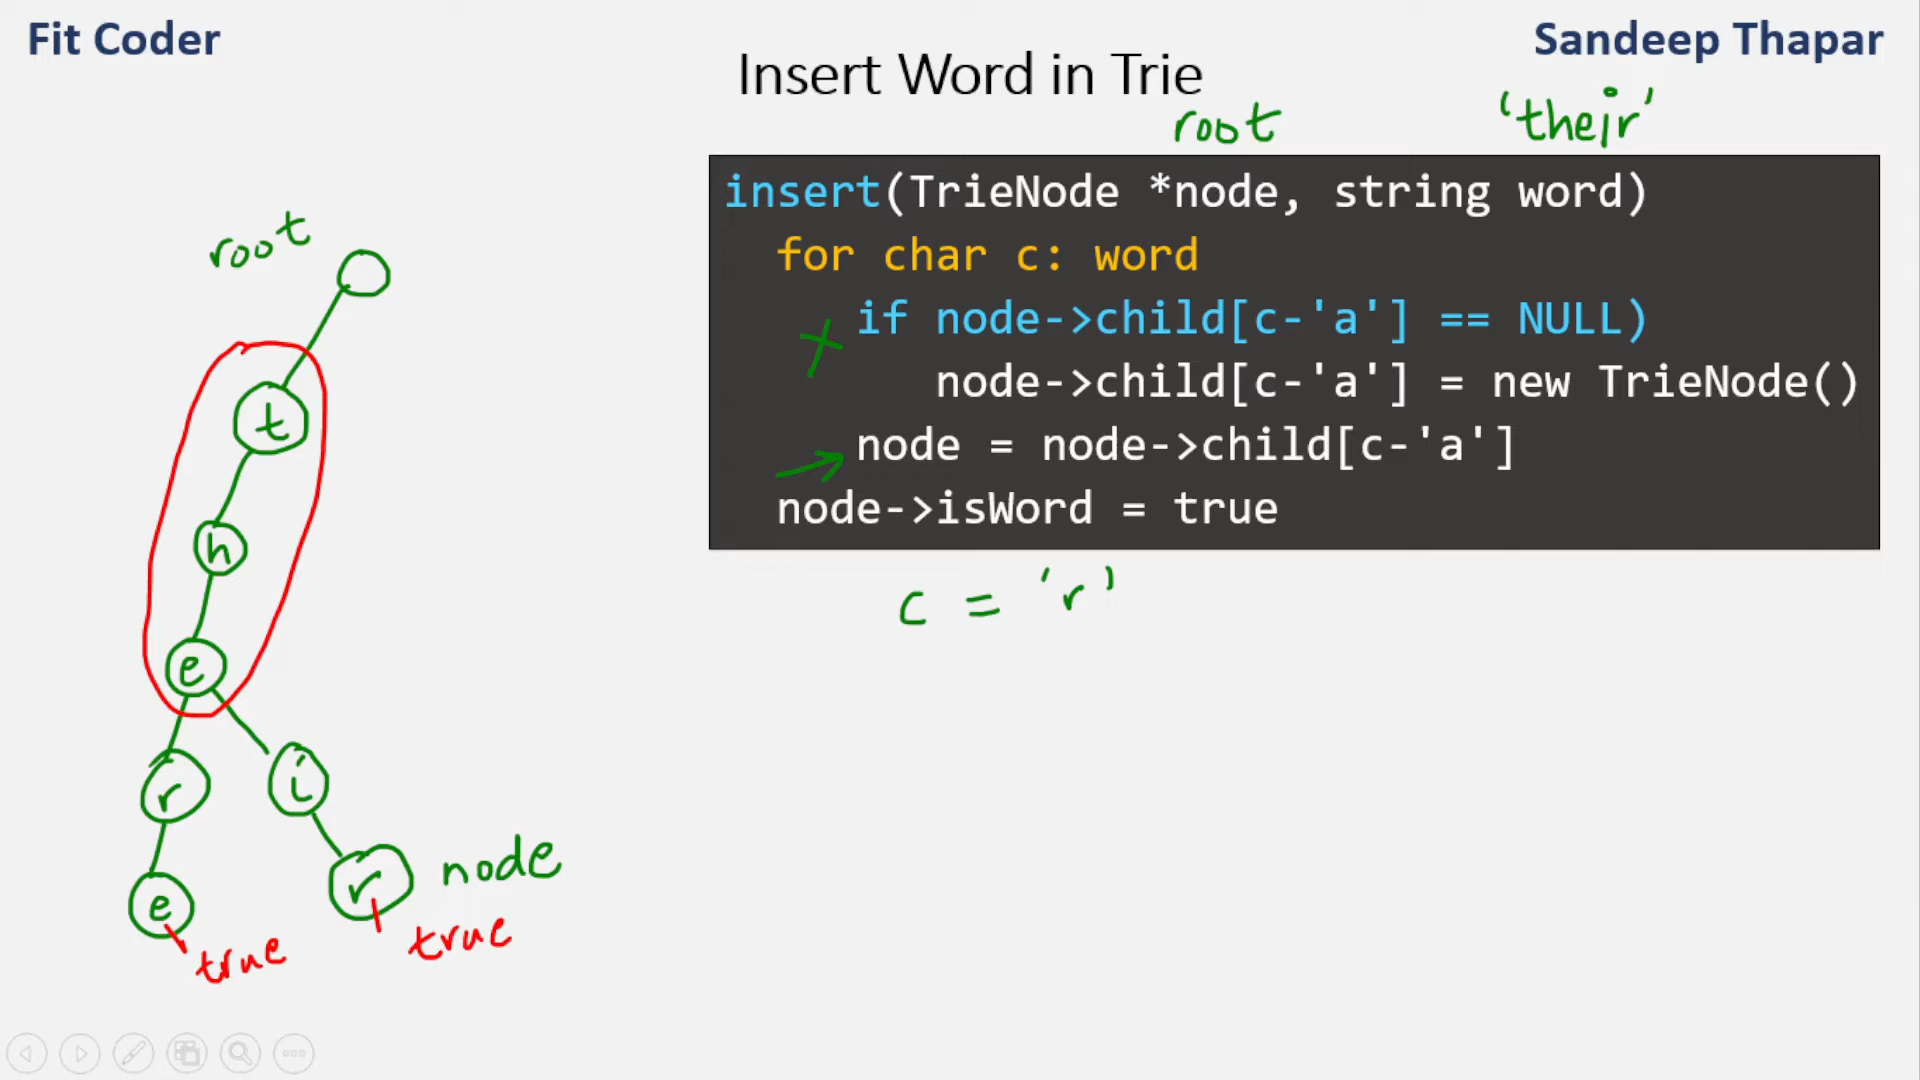 Fit Coder
Sandeep Thapar
Insert Word in Trie
root
'their'
insert(TrieNode *node, string word)
for char c: word
if node->child[c-'a'] == NULL)
node->child[c-'a'] = new TrieNode()
node = node->child[c-'a']
node->isWord = true
c = 'r'
root
t
h
e
r
i
e
r
node
true
true